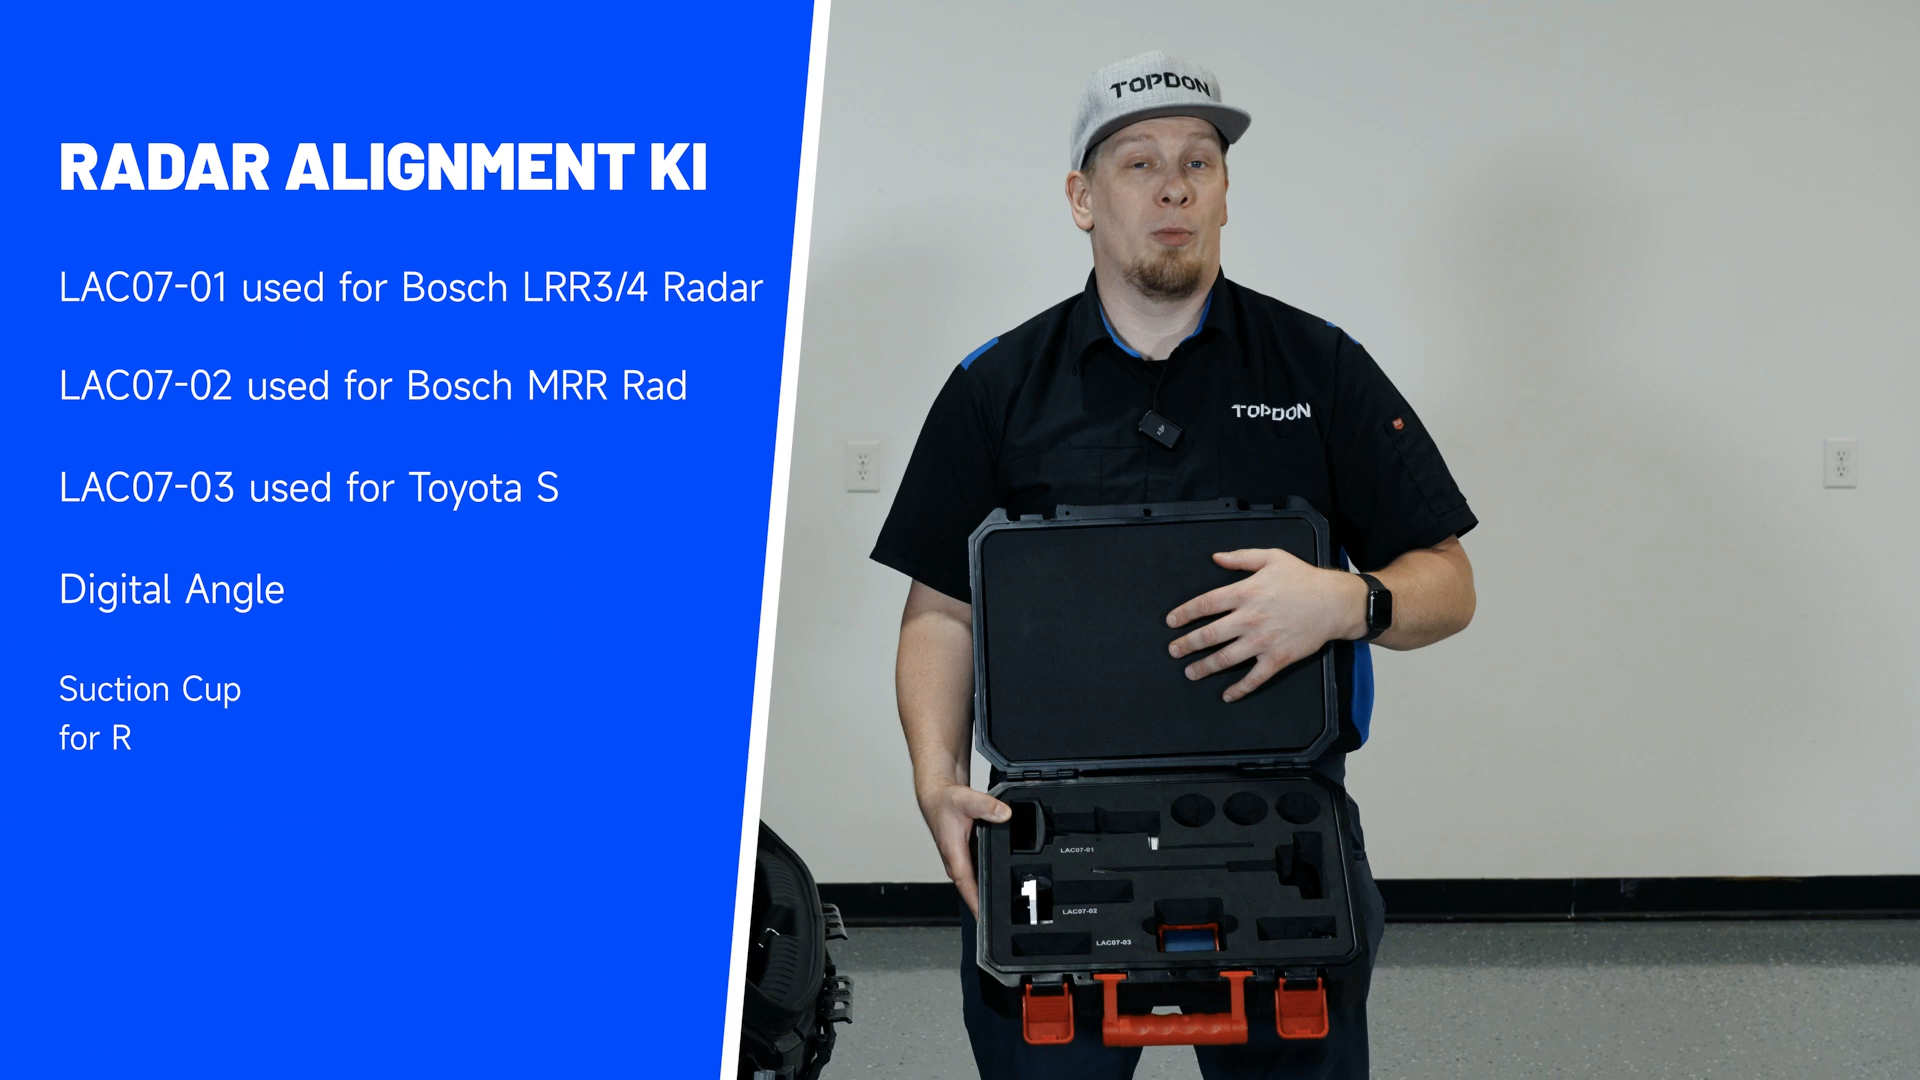 RADAR ALIGNMENT KI
LAC07-01 used for Bosch LRR3/4 Radar
LAC07-02 used for Bosch MRR Rad
LAC07-03 used for Toyota S
Digital Angle
Suction Cup
for R
TOPDON
TOPDON
LAC07-01
LAC07-02
LAC07-03